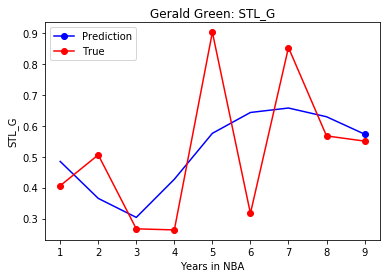 Gerald Green: STL_G
Prediction
True
STL_G
0.9
0.8
0.7
0.6
0.5
0.4
0.3
1 2 3 4 5 6 7 8 9
Years in NBA